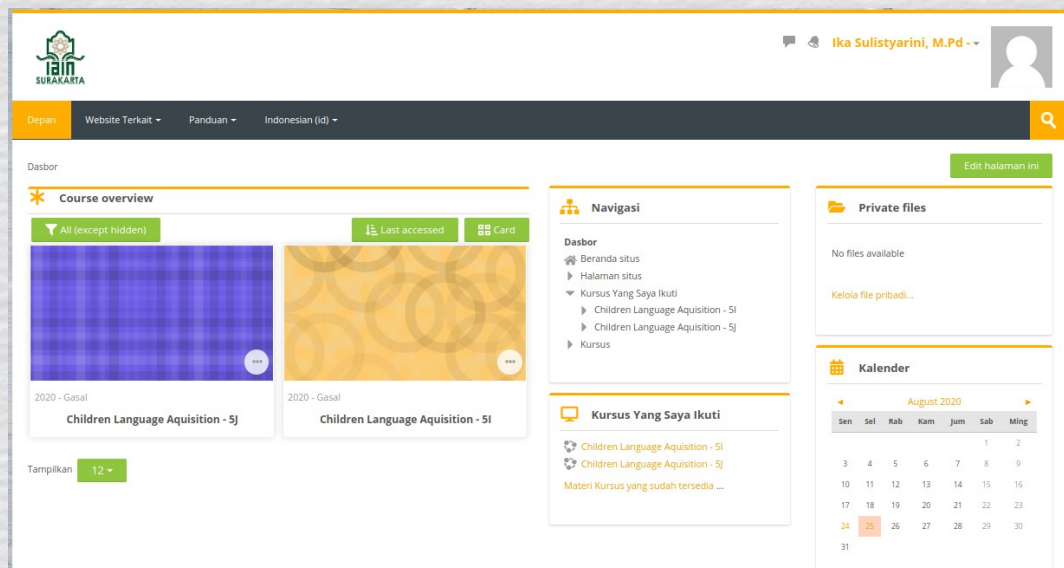 iain
SURAKARTA
Ika Sulistyarini, M.Pd -
Depan Website Terkait Panduan Indonesian (id)
Dasbor
Edit halaman ini
Course overview
All (except hidden) Last accessed Card
2020 - Gasal
Children Language Aquisition - 5J
2020 - Gasal
Children Language Aquisition - 5I
Tampilkan 12
Navigasi
Dasbor
Beranda situs
Halaman situs
Kursus Yang Saya Ikuti
Children Language Aquisition - 5I
Children Language Aquisition - 5J
Kursus
Kursus Yang Saya Ikuti
Children Language Aquisition - 5I
Children Language Aquisition - 5J
Materi Kursus yang sudah tersedia ...
Private files
No files available
Kelola file pribadi...
Kalender
August 2020
Sen Sel Rab Kam Jum Sab Ming
1 2
3 4 5 6 7 8 9
10 11 12 13 14 15 16
17 18 19 20 21 22 23
24 25 26 27 28 29 30
31